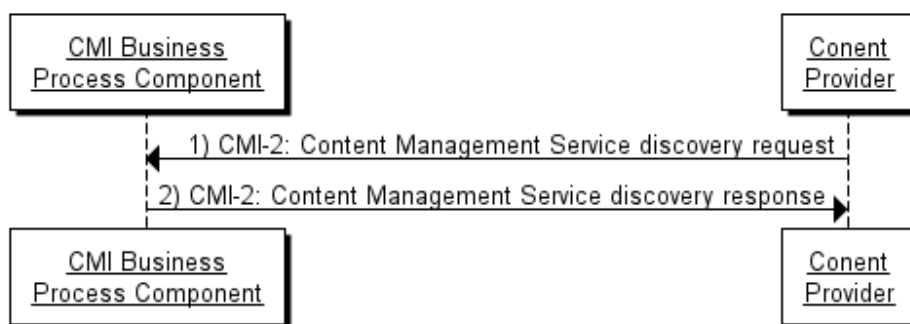 CMI Business
Process Component
Conent
Provider
1) CMI-2: Content Management Service discovery request
2) CMI-2: Content Management Service discovery response
CMI Business
Process Component
Conent
Provider